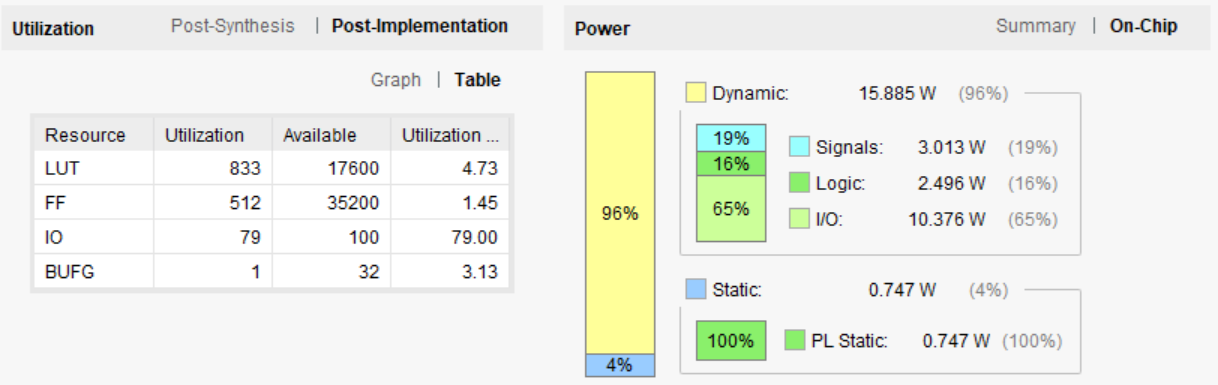 Utilization Post-Synthesis | Post-Implementation
Graph | Table
Resource Utilization Available Utilization ...
LUT 833 17600 4.73
FF 512 35200 1.45
IO 79 100 79.00
BUFG 1 32 3.13
Power Summary | On-Chip
96%
4%
Dynamic: 15.885 W (96%)
19% Signals: 3.013 W (19%)
16% Logic: 2.496 W (16%)
65% I/O: 10.376 W (65%)
Static: 0.747 W (4%)
100% PL Static: 0.747 W (100%)